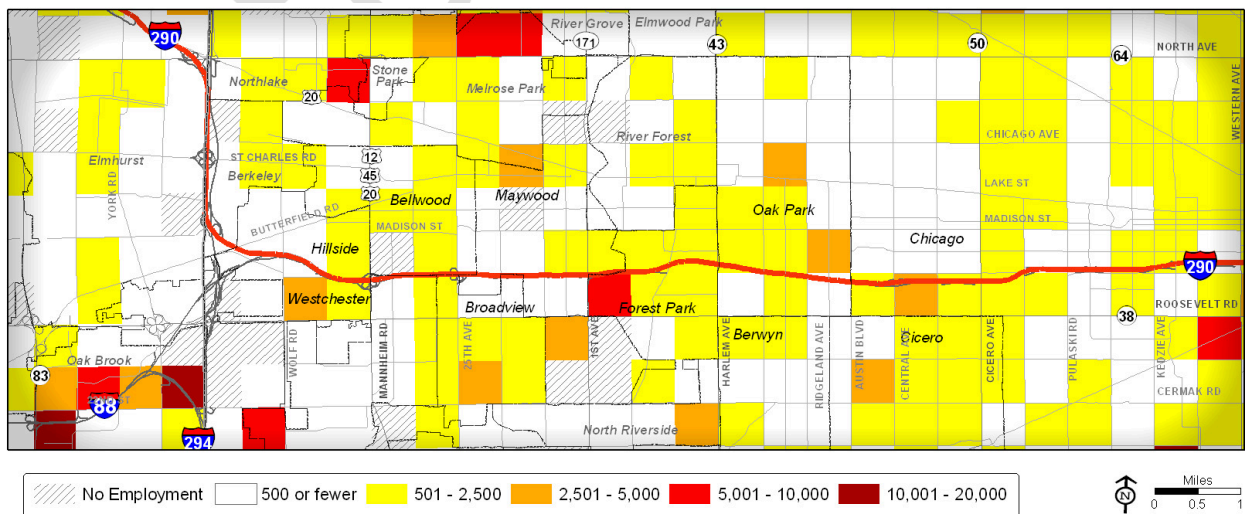 River Grove
Elmwood Park
290
171
43
50
64
NORTH AVE
Northlake
20
Stone
Park
Melrose Park
WESTERN AVE
River Forest
CHICAGO AVE
Elmhurst
ST CHARLES RD
12
Berkeley
45
20
YORK RD
LAKE ST
BUTTERFIELD RD
Bellwood
Maywood
Oak Park
MADISON ST
MADISON ST
Hillside
Chicago
290
Westchester
Broadview
Forest Park
ROOSEVELT RD
38
Berwyn
Cicero
Oak Brook
WOLF RD
MANNHEIM RD
25TH AVE
1ST AVE
HARLEM AVE
RIDGELAND AVE
AUSTIN BLVD
CENTRAL AVE
CICERO AVE
PULASKI RD
KEDZIE AVE
83
CERMAK RD
88
North Riverside
294
No Employment
500 or fewer
501 - 2,500
2,501 - 5,000
5,001 - 10,000
10,001 - 20,000
N
Miles
0 0.5 1